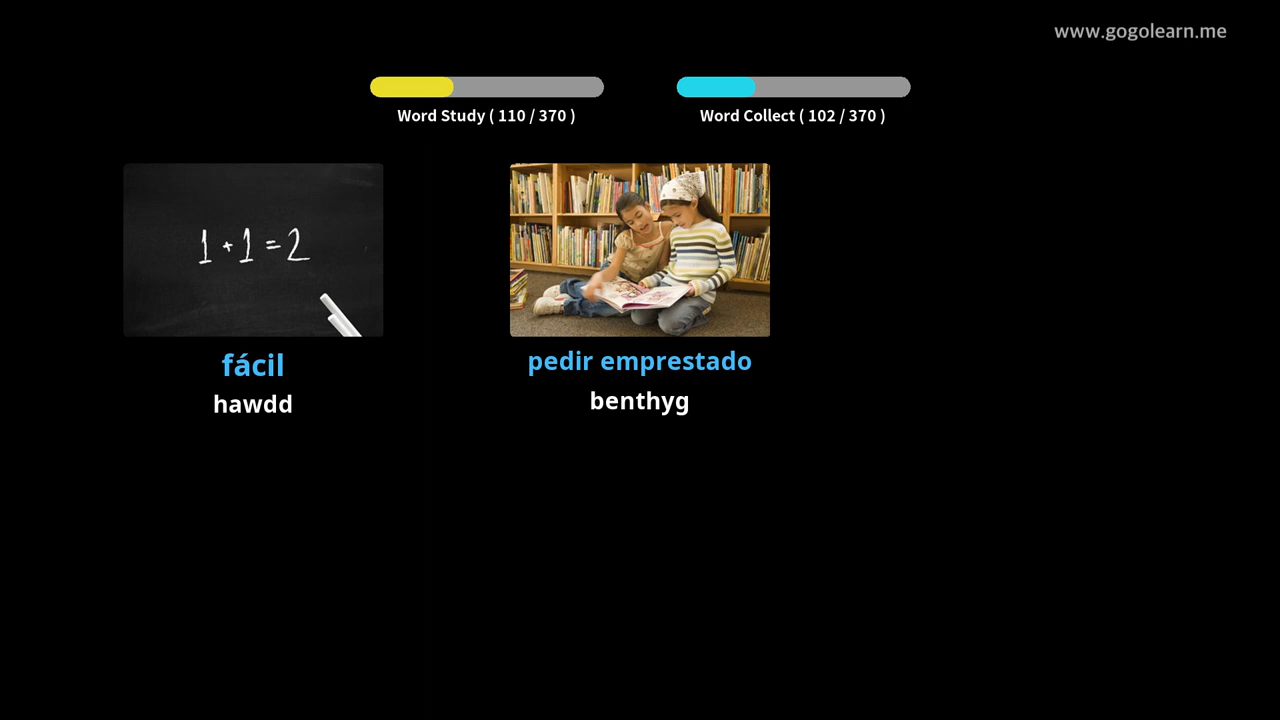 www.gogolearn.me
Word Study ( 110 / 370 )
Word Collect ( 102 / 370 )
1 + 1 = 2
fácil
hawdd
pedir emprestado
benthyg